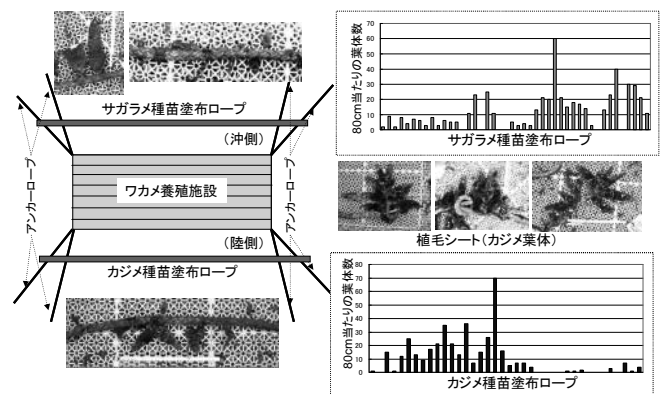 サガラメ種苗塗布ロープ
(沖側)
アンカーロープ
ワカメ養殖施設
アンカーロープ
(陸側)
カジメ種苗塗布ロープ
80cm当たりの葉体数
70
60
50
40
30
20
10
0
サガラメ種苗塗布ロープ
植毛シート(カジメ葉体)
80cm当たりの葉体数
80
70
60
50
40
30
20
10
0
カジメ種苗塗布ロープ